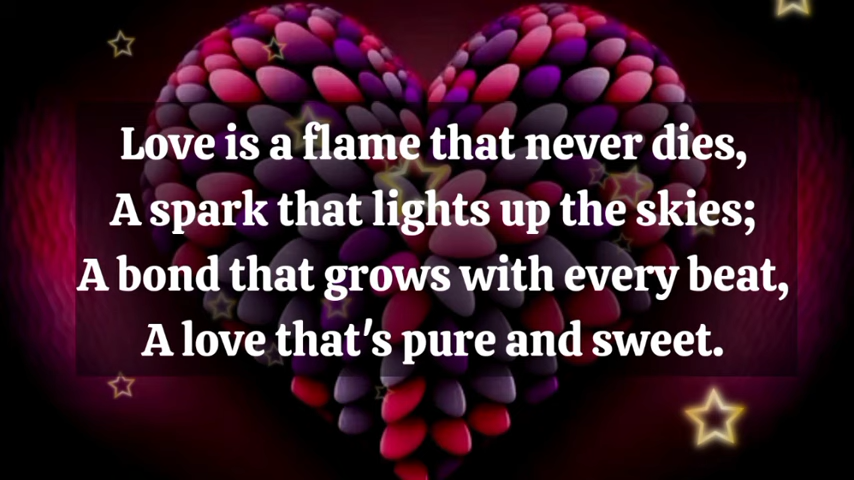 Love is a flame that never dies,
A spark that lights up the skies;
A bond that grows with every beat,
A love that's pure and sweet.